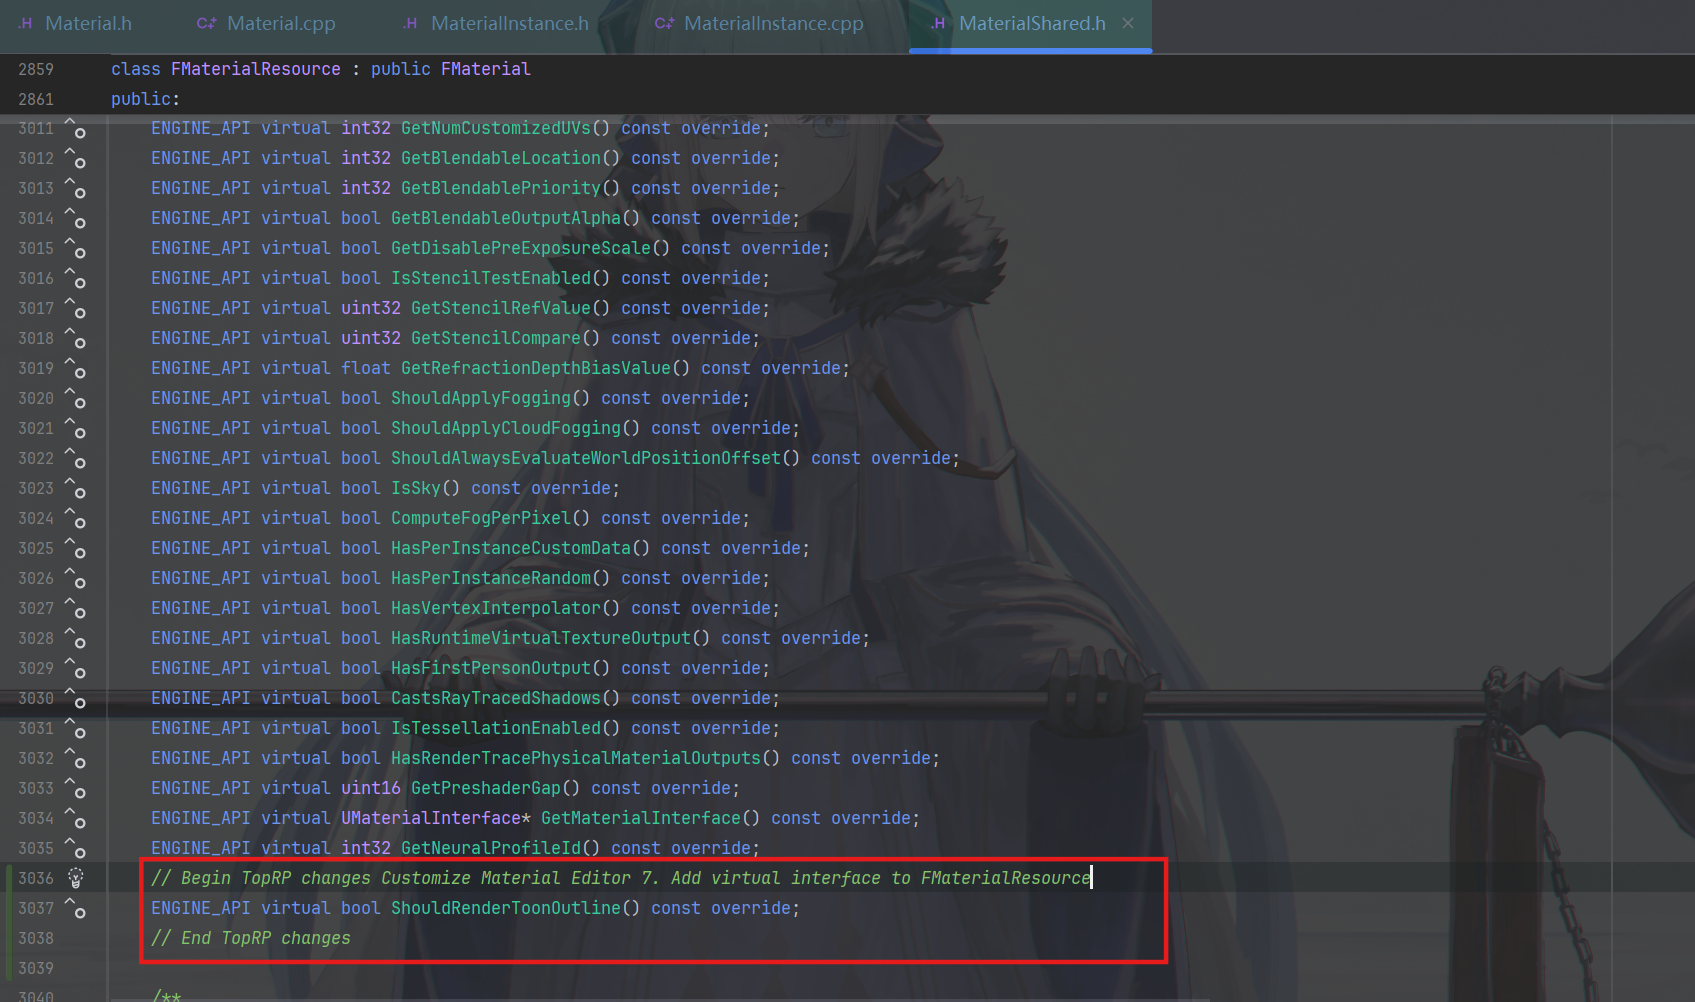 .H Material.h C++ Material.cpp .H MaterialInstance.h C++ MaterialInstance.cpp .H MaterialShared.h ×
2859 class FMaterialResource : public FMaterial
2861 public:
3011 ENGINE_API virtual int32 GetNumCustomizedUVs() const override;
3012 ENGINE_API virtual int32 GetBlendableLocation() const override;
3013 ENGINE_API virtual int32 GetBlendablePriority() const override;
3014 ENGINE_API virtual bool GetBlendableOutputAlpha() const override;
3015 ENGINE_API virtual bool GetDisablePreExposureScale() const override;
3016 ENGINE_API virtual bool IsStencilTestEnabled() const override;
3017 ENGINE_API virtual uint32 GetStencilRefValue() const override;
3018 ENGINE_API virtual uint32 GetStencilCompare() const override;
3019 ENGINE_API virtual float GetRefractionDepthBiasValue() const override;
3020 ENGINE_API virtual bool ShouldApplyFogging() const override;
3021 ENGINE_API virtual bool ShouldApplyCloudFogging() const override;
3022 ENGINE_API virtual bool ShouldAlwaysEvaluateWorldPositionOffset() const override;
3023 ENGINE_API virtual bool IsSky() const override;
3024 ENGINE_API virtual bool ComputeFogPerPixel() const override;
3025 ENGINE_API virtual bool HasPerInstanceCustomData() const override;
3026 ENGINE_API virtual bool HasPerInstanceRandom() const override;
3027 ENGINE_API virtual bool HasVertexInterpolator() const override;
3028 ENGINE_API virtual bool HasRuntimeVirtualTextureOutput() const override;
3029 ENGINE_API virtual bool HasFirstPersonOutput() const override;
3030 ENGINE_API virtual bool CastsRayTracedShadows() const override;
3031 ENGINE_API virtual bool IsTessellationEnabled() const override;
3032 ENGINE_API virtual bool HasRenderTracePhysicalMaterialOutputs() const override;
3033 ENGINE_API virtual uint16 GetPreshaderGap() const override;
3034 ENGINE_API virtual UMaterialInterface* GetMaterialInterface() const override;
3035 ENGINE_API virtual int32 GetNeuralProfileId() const override;
3036 // Begin TopRP changes Customize Material Editor 7. Add virtual interface to FMaterialResource
3037 ENGINE_API virtual bool ShouldRenderToonOutline() const override;
3038 // End TopRP changes
3039
3040 /**